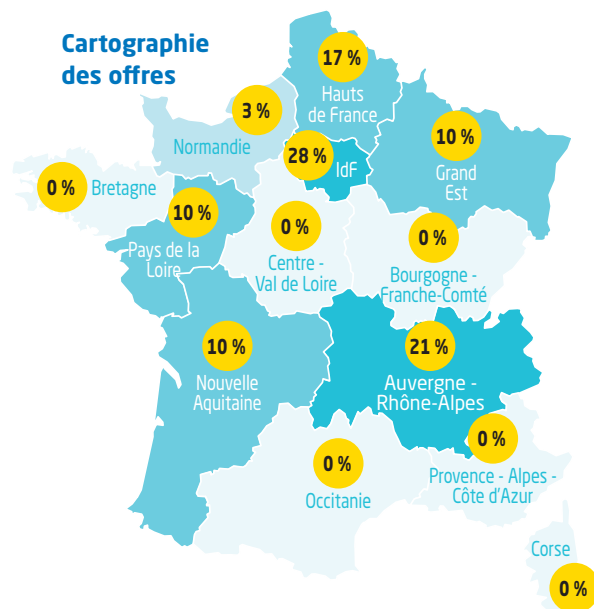 Cartographie
des offres
17 %
Hauts
de France
3 %
Normandie
28 %
IdF
10 %
Grand
Est
0 %
Bretagne
10 %
Pays de la
Loire
0 %
Centre -
Val de Loire
0 %
Bourgogne -
Franche-Comté
10 %
Nouvelle
Aquitaine
21 %
Auvergne -
Rhône-Alpes
0 %
Occitanie
0 %
Provence - Alpes -
Côte d'Azur
Corse
0 %